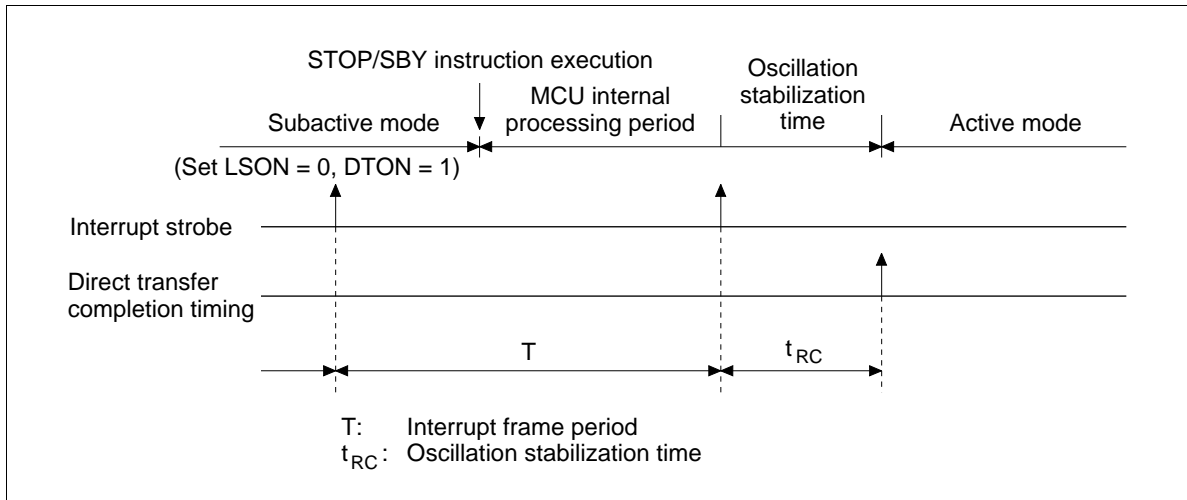 STOP/SBY instruction execution
Oscillation
stabilization
time
MCU internal
processing period
Subactive mode
Active mode
(Set LSON = 0, DTON = 1)
Interrupt strobe
Direct transfer
completion timing
T
tRC
T: Interrupt frame period
tRC : Oscillation stabilization time